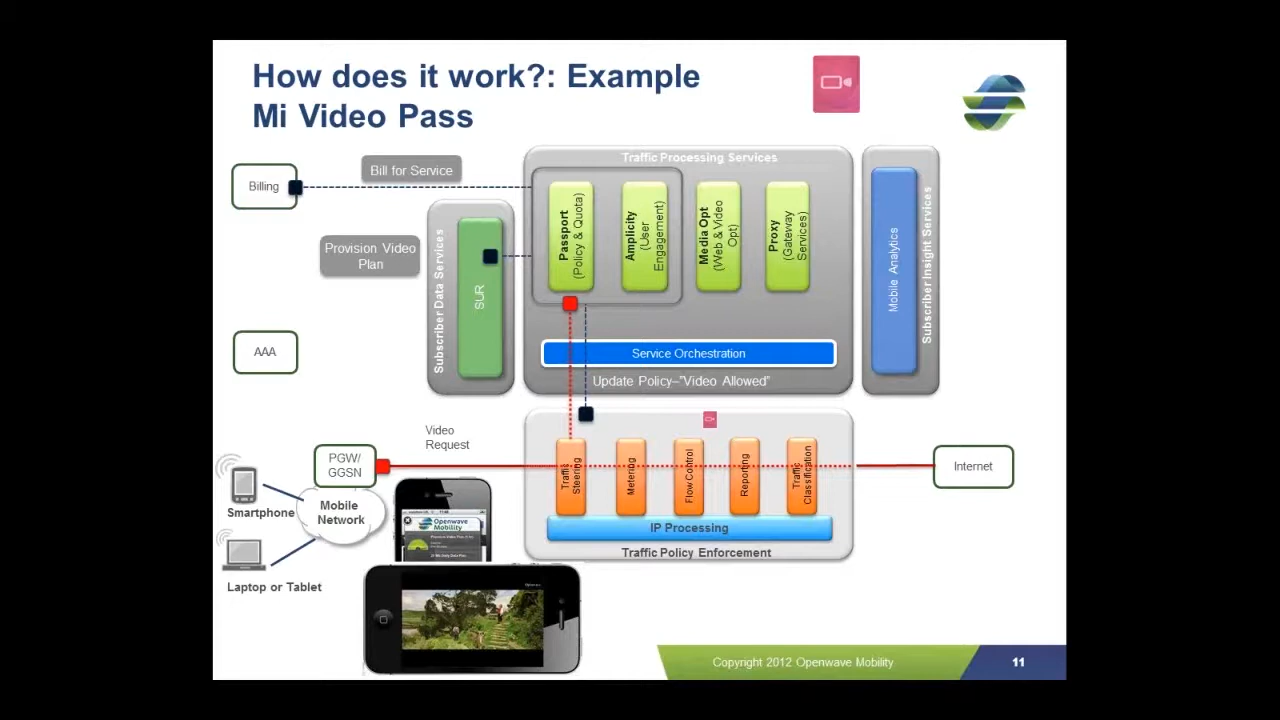 How does it work?: Example
Mi Video Pass
Billing
Bill for Service
Provision Video
Plan
AAA
Subscriber Data Services
SUR
Traffic Processing Services
Passport
(Policy & Quota)
Amplicity
(User
Engagement)
Media Opt
(Web & Video
Opt)
Proxy
(Gateway
Services)
Service Orchestration
Update Policy–"Video Allowed"
Mobile Analytics
Subscriber Insight Services
Video
Request
PGW/
GGSN
Smartphone
Mobile
Network
Laptop or Tablet
Openwave
Mobility
Traffic
Steering
Metering
Flow Control
Reporting
Traffic
Classification
IP Processing
Traffic Policy Enforcement
Internet
Copyright 2012 Openwave Mobility
11